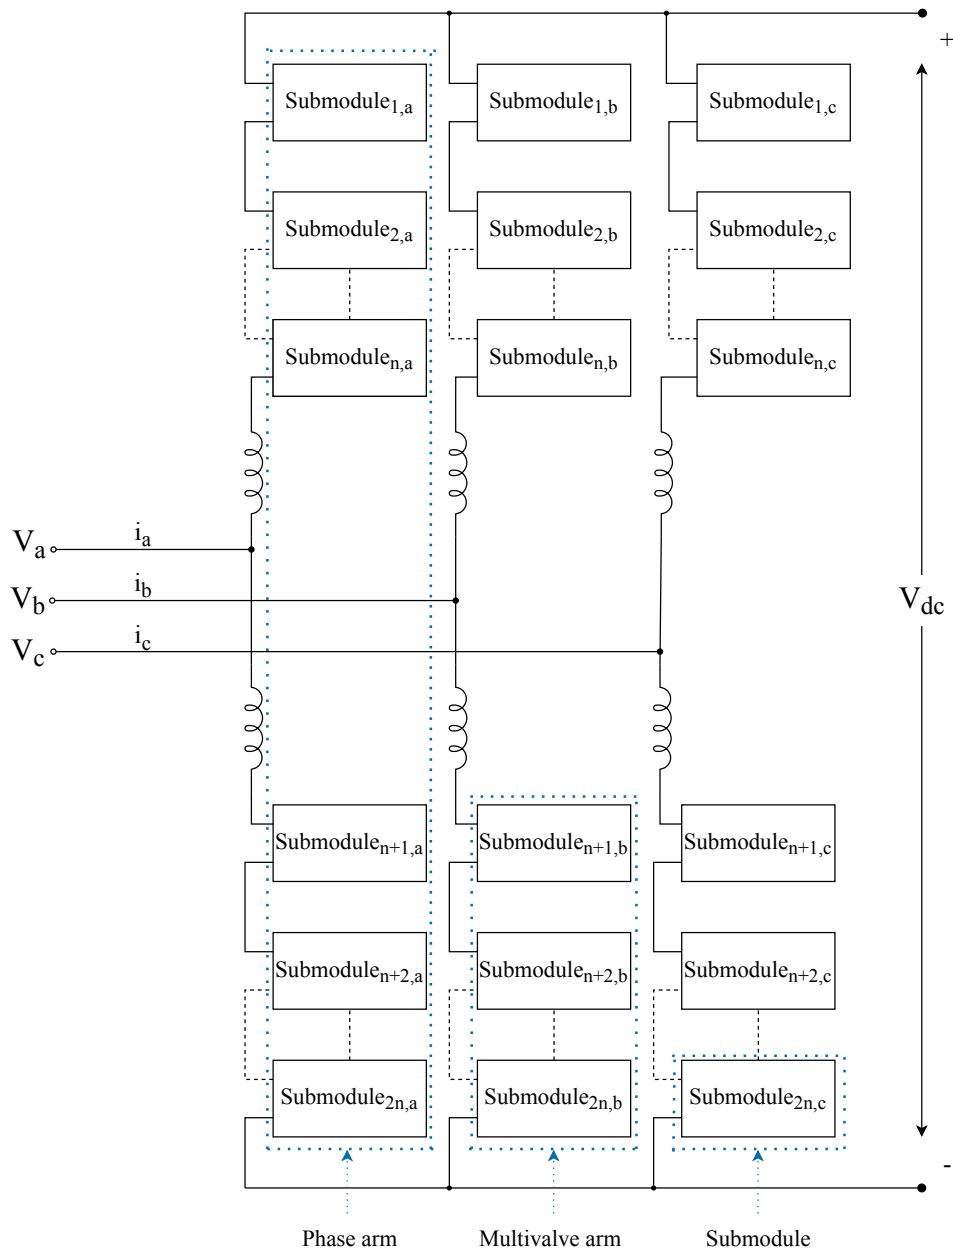 +
Submodule1,a Submodule1,b Submodule1,c
Submodule2,a Submodule2,b Submodule2,c
Submodulen,a Submodulen,b Submodulen,c
Va ia
Vb ib
Vdc
Vc ic
Submodulen+1,a Submodulen+1,b Submodulen+1,c
Submodulen+2,a Submodulen+2,b Submodulen+2,c
Submodule2n,a Submodule2n,b Submodule2n,c
-
Phase arm Multivalve arm Submodule